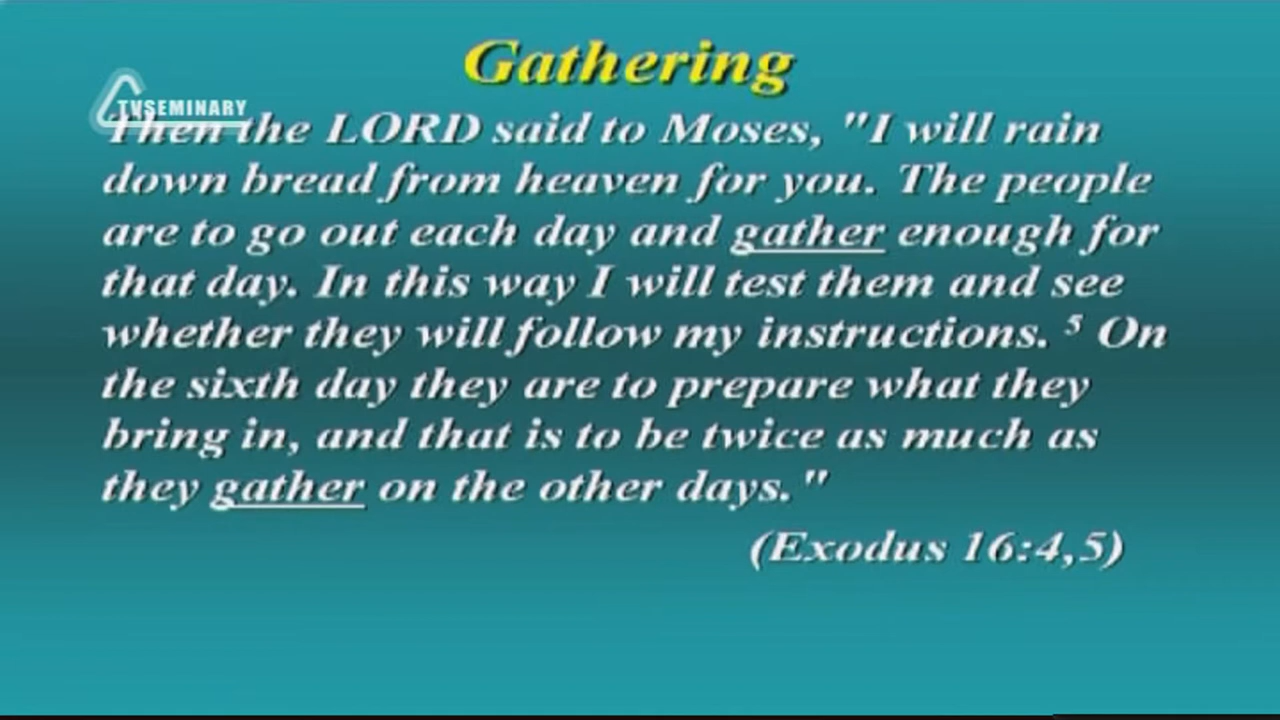 Gathering
TVSEMINARY
Then the LORD said to Moses, "I will rain
down bread from heaven for you. The people
are to go out each day and gather enough for
that day. In this way I will test them and see
whether they will follow my instructions. ⁵ On
the sixth day they are to prepare what they
bring in, and that is to be twice as much as
they gather on the other days."
(Exodus 16:4,5)